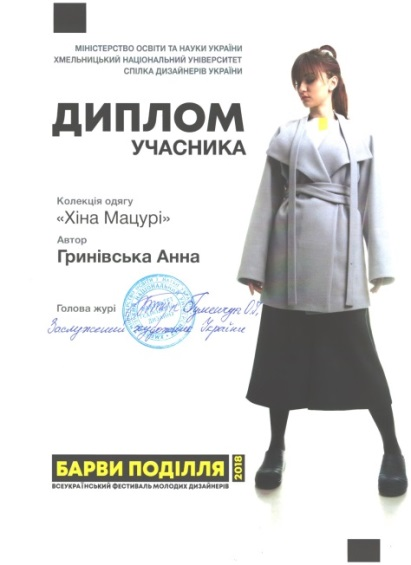 МІНІСТЕРСТВО ОСВІТИ ТА НАУКИ УКРАЇНИ
ХМЕЛЬНИЦЬКИЙ НАЦІОНАЛЬНИЙ УНІВЕРСИТЕТ
СПІЛКА ДИЗАЙНЕРІВ УКРАЇНИ
ДИПЛОМ
УЧАСНИКА
Колекція одягу
«Хіна Мацурі»
Автор
Гринівська Анна
Голова журі
Заслужений художник України
БАРВИ ПОДІЛЛЯ 2018
ВСЕУКРАЇНСЬКИЙ ФЕСТИВАЛЬ МОЛОДИХ ДИЗАЙНЕРІВ